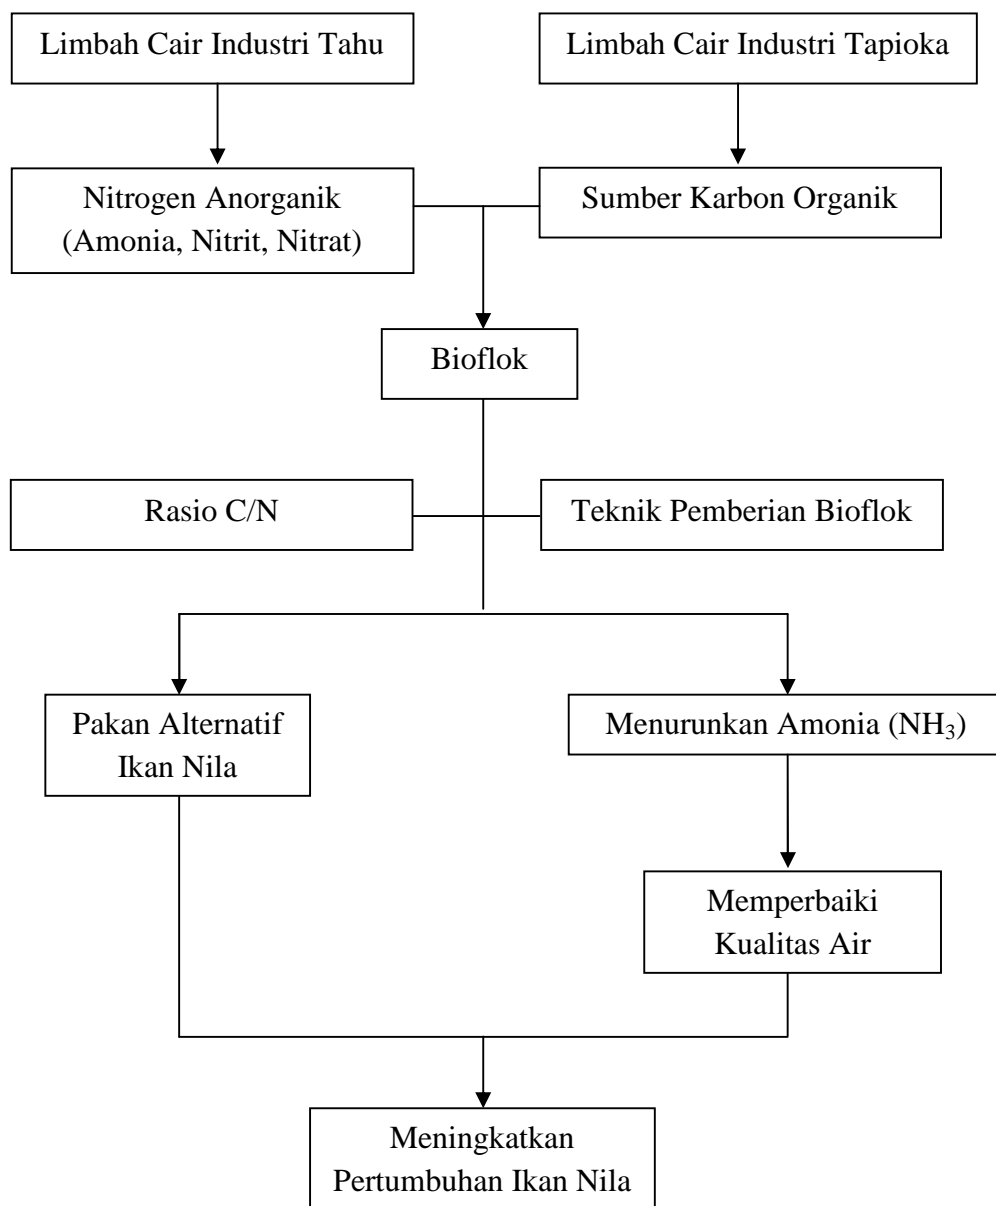 Limbah Cair Industri Tahu
Limbah Cair Industri Tapioka
Nitrogen Anorganik
(Amonia, Nitrit, Nitrat)
Sumber Karbon Organik
Bioflok
Rasio C/N
Teknik Pemberian Bioflok
Pakan Alternatif
Ikan Nila
Menurunkan Amonia (NH₃)
Memperbaiki
Kualitas Air
Meningkatkan
Pertumbuhan Ikan Nila